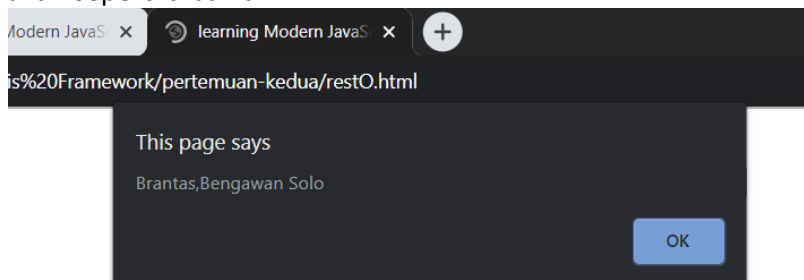 Modern JavaS
learning Modern JavaS
is%20Framework/pertemuan-kedua/restO.html
This page says
Brantas,Bengawan Solo
OK